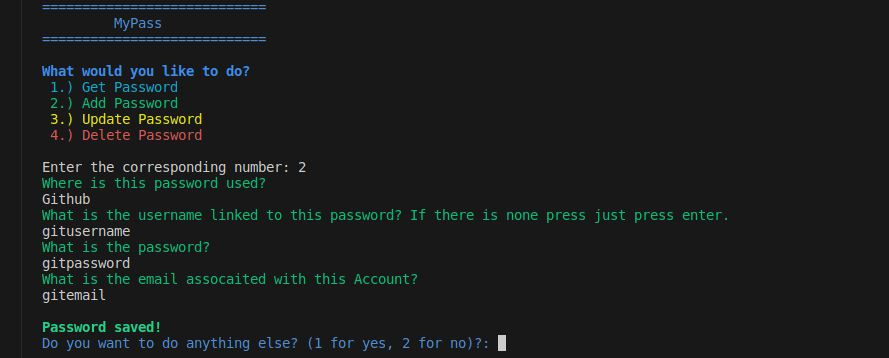 ============================
MyPass
============================
What would you like to do?
1.) Get Password
2.) Add Password
3.) Update Password
4.) Delete Password
Enter the corresponding number: 2
Where is this password used?
Github
What is the username linked to this password? If there is none press just press enter.
gitusername
What is the password?
gitpassword
What is the email assocaited with this Account?
gitemail
Password saved!
Do you want to do anything else? (1 for yes, 2 for no)?: